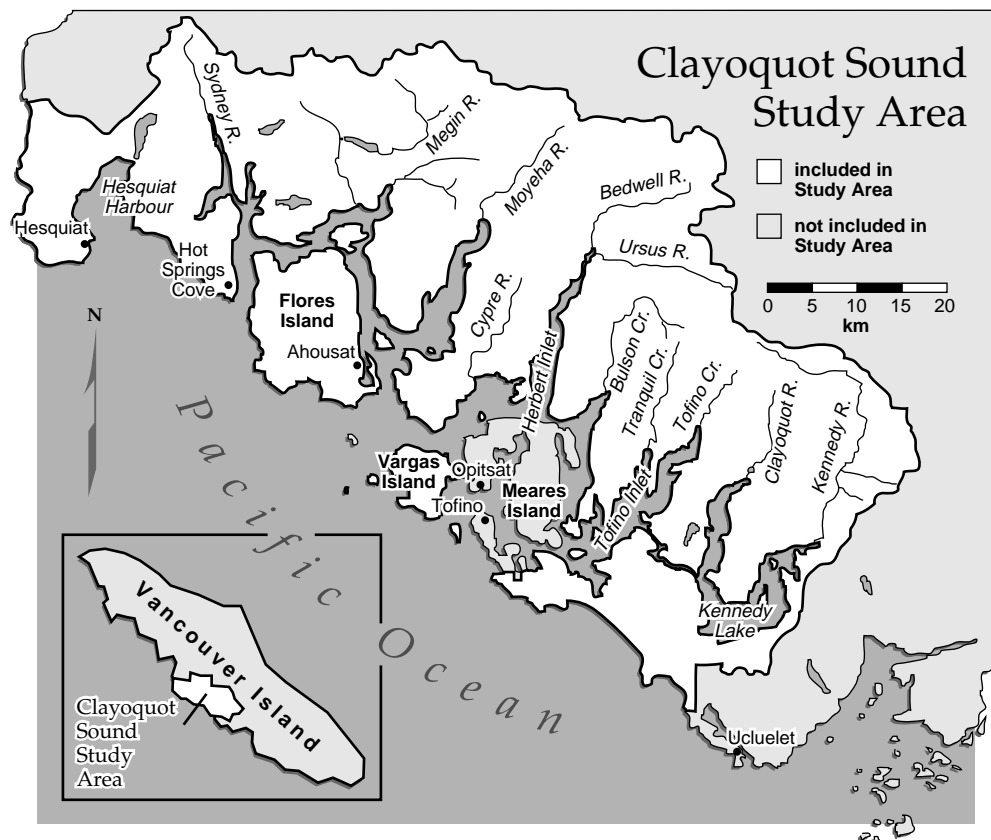 Clayoquot Sound
Study Area
included in
Study Area
not included in
Study Area
0 5 10 15 20
km
Sydney R.
Megin R.
Moyeha R.
Bedwell R.
Ursus R.
Hesquiat
Harbour
Hesquiat
Hot
Springs
Cove
Flores
Island
Ahousat
Cypre R.
Herbert Inlet
Bulson Cr.
Tranquil Cr.
Tofino Cr.
Clayoquot R.
Kennedy R.
N
Vargas
Island
Opitsat
Tofino
Meares
Island
Tofino Inlet
Kennedy
Lake
Ucluelet
Pacific Ocean
Vancouver Island
Clayoquot
Sound
Study
Area